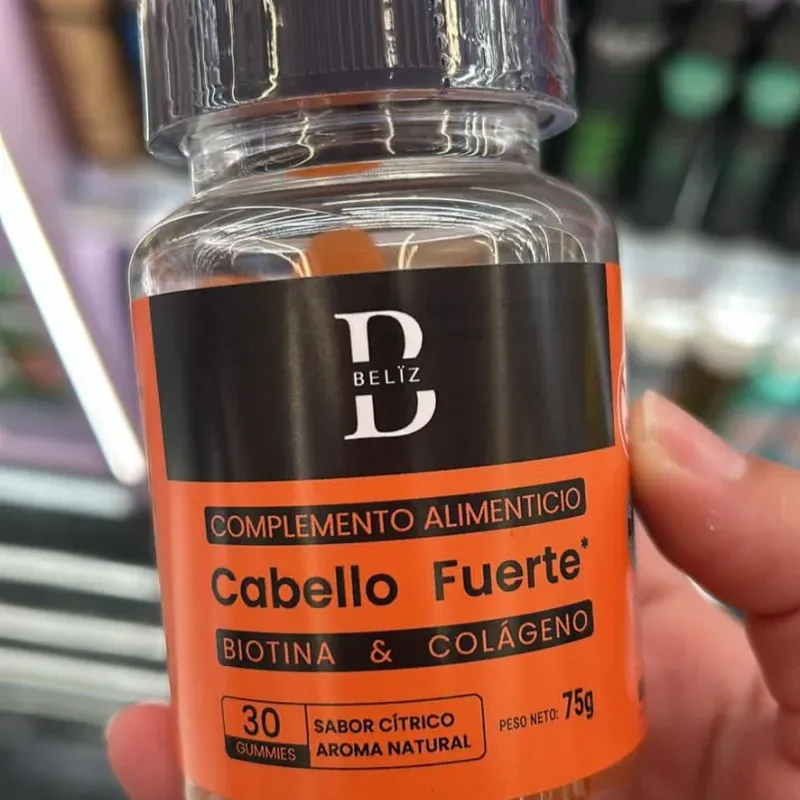 BELÏZ
COMPLEMENTO ALIMENTICIO
Cabello Fuerte*
BIOTINA & COLÁGENO
30
GUMMIES
SABOR CÍTRICO
AROMA NATURAL
PESO NETO: 75g